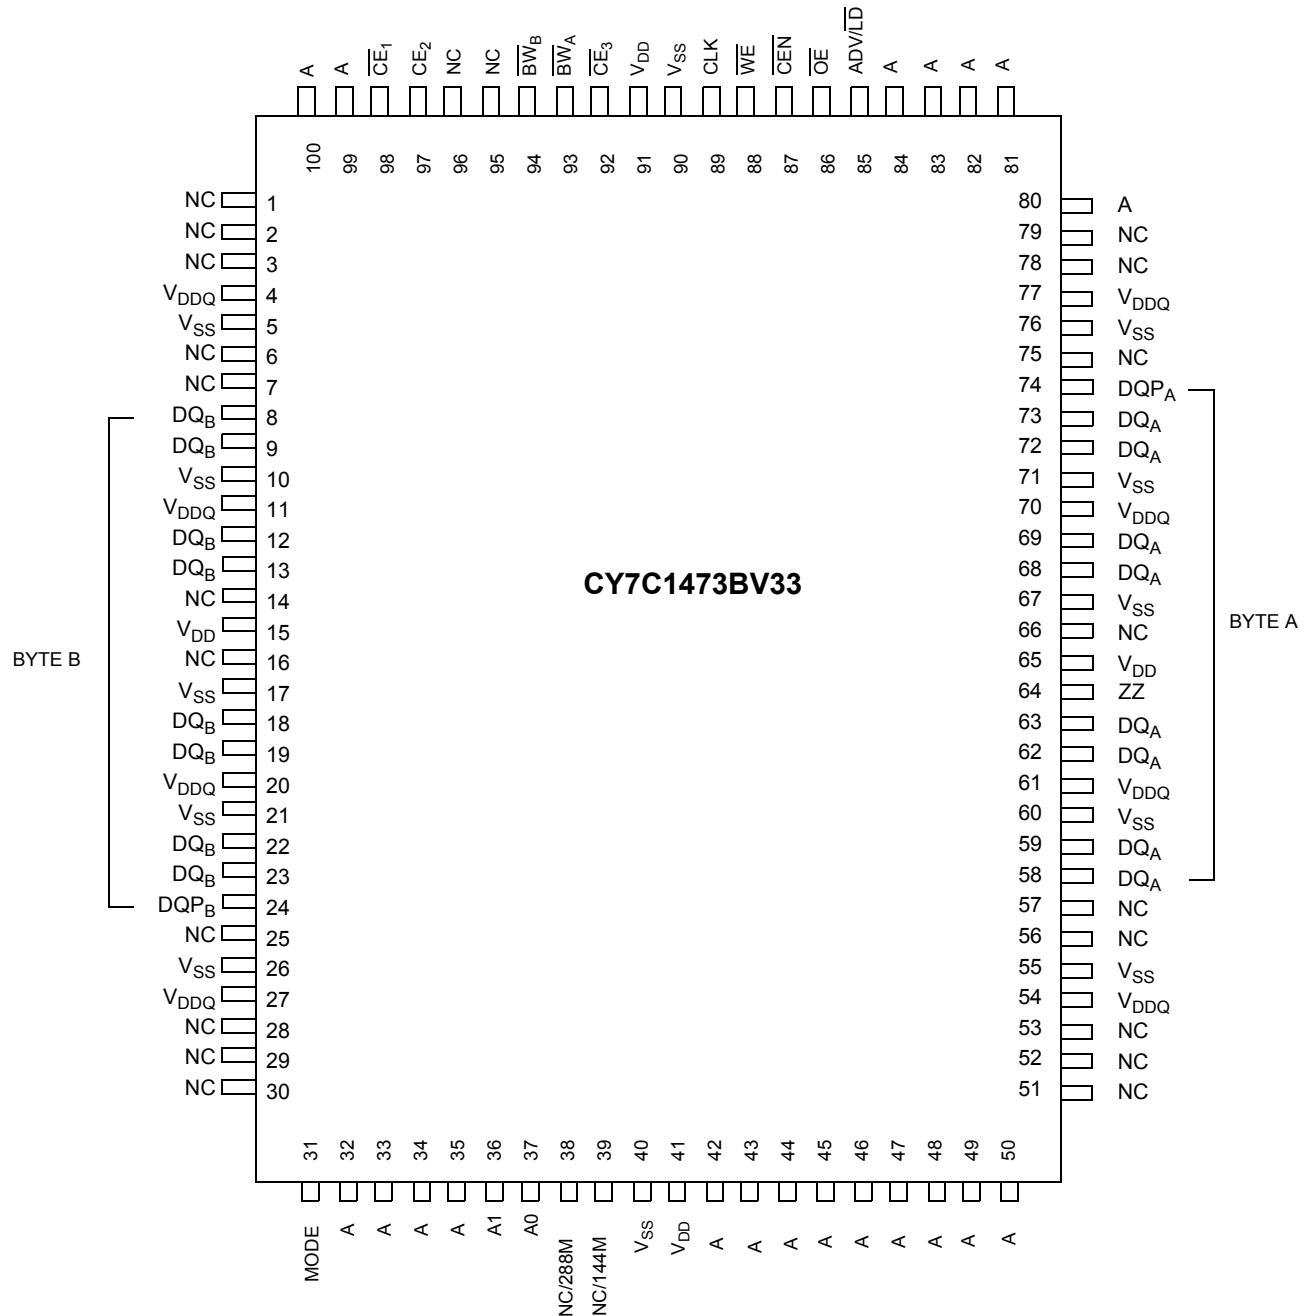 A A CE1 CE2 NC NC BWB BWA CE3 VDD VSS CLK WE CEN OE ADV/LD A A A A
100 99 98 97 96 95 94 93 92 91 90 89 88 87 86 85 84 83 82 81
NC 1 80 A
NC 2 79 NC
NC 3 78 NC
VDDQ 4 77 VDDQ
VSS 5 76 VSS
NC 6 75 NC
NC 7 74 DQPA
DQB 8 73 DQA
DQB 9 72 DQA
VSS 10 71 VSS
VDDQ 11 70 VDDQ
DQB 12 69 DQA
DQB 13 68 DQA
CY7C1473BV33
NC 14 67 VSS
VDD 15 66 NC
BYTE A
BYTE B
NC 16 65 VDD
VSS 17 64 ZZ
DQB 18 63 DQA
DQB 19 62 DQA
VDDQ 20 61 VDDQ
VSS 21 60 VSS
DQB 22 59 DQA
DQB 23 58 DQA
DQPB 24 57 NC
NC 25 56 NC
VSS 26 55 VSS
VDDQ 27 54 VDDQ
NC 28 53 NC
NC 29 52 NC
NC 30 51 NC
31 32 33 34 35 36 37 38 39 40 41 42 43 44 45 46 47 48 49 50
MODE A A A A A1 A0 NC/288M NC/144M VSS VDD A A A A A A A A A